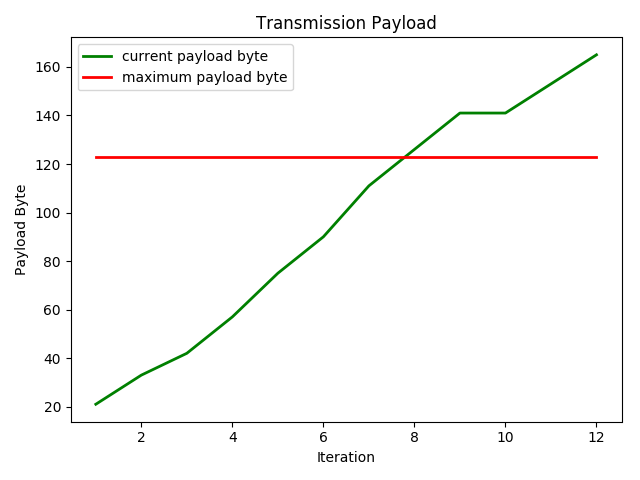 Transmission Payload
current payload byte
maximum payload byte
160
140
120
100
80
60
40
20
Payload Byte
2 4 6 8 10 12
Iteration